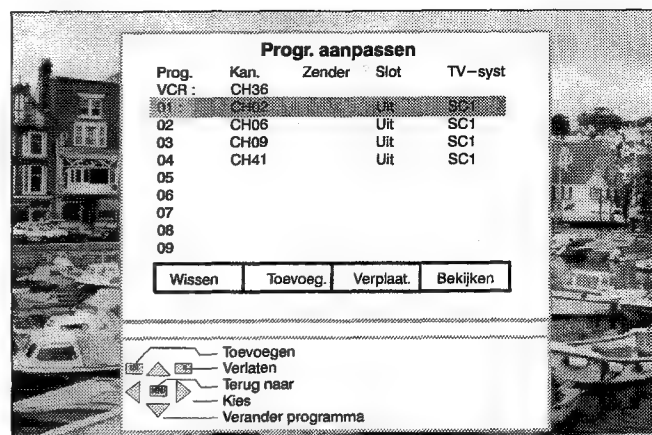 Progr. aanpassen
Prog. Kan. Zender Slot TV-syst
VCR : CH36
01 : CH02 Uit SC1
02 CH06 Uit SC1
03 CH09 Uit SC1
04 CH41 Uit SC1
05
06
07
08
09
Wissen Toevoeg. Verplaat. Bekijken
Toevoegen
Verlaten
Terug naar
Kies
Verander programma